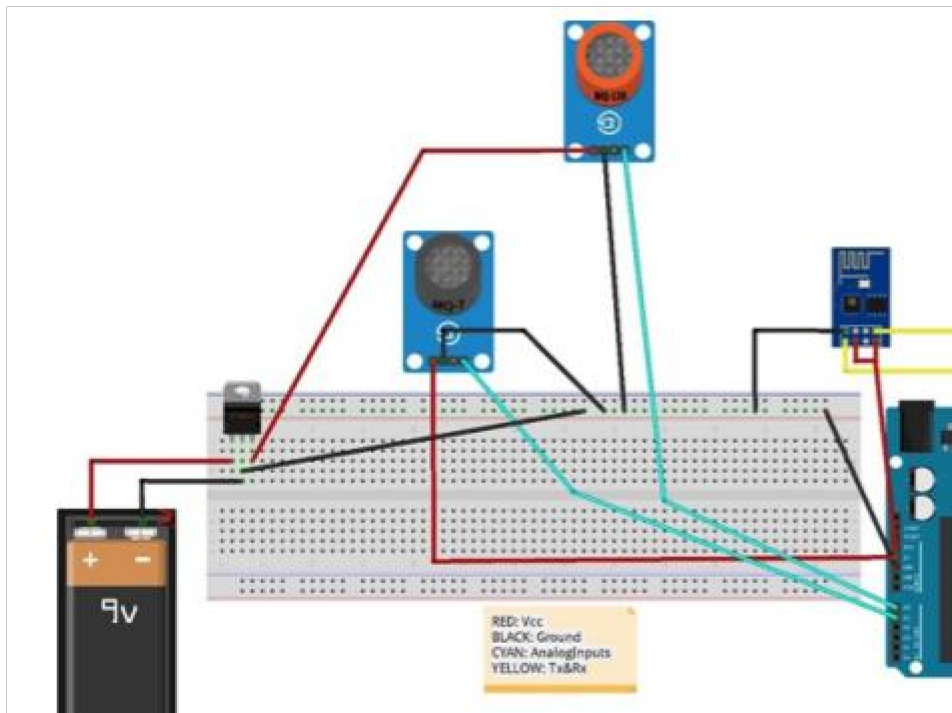 MQ-7
+ −
9v
RED: Vcc
BLACK: Ground
CYAN: AnalogInputs
YELLOW: Tx&Rx